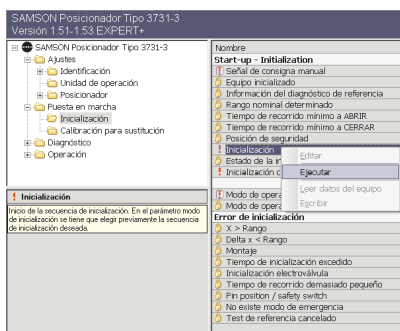 SAMSON Posicionador Tipo 3731-3
Versión 1.51-1.53 EXPERT+
SAMSON Posicionador Tipo 3731-3
Ajustes
Identificación
Unidad de operación
Posicionador
Puesta en marcha
Inicialización
Calibración para sustitución
Diagnóstico
Operación
Inicialización
Inicio de la secuencia de inicialización. En el parámetro modo
de inicialización se tiene que elegir previamente la secuencia
de inicialización deseada.
Nombre
Start-up - Initialization
Señal de consigna manual
Equipo inicializado
Información del diagnóstico de referencia
Rango nominal determinado
Tiempo de recorrido mínimo a ABRIR
Tiempo de recorrido mínimo a CERRAR
Posición de seguridad
Inicialización
Estado de la in
Inicialización c
Modo de opera
Modo de opera
Editar
Ejecutar
Leer datos del equipo
Escribir
Error de inicialización
X > Rango
Delta x < Rango
Montaje
Tiempo de inicialización excedido
Inicialización electroválvula
Tiempo de recorrido demasiado pequeño
Pin position / safety switch
No existe modo de emergencia
Test de referencia cancelado